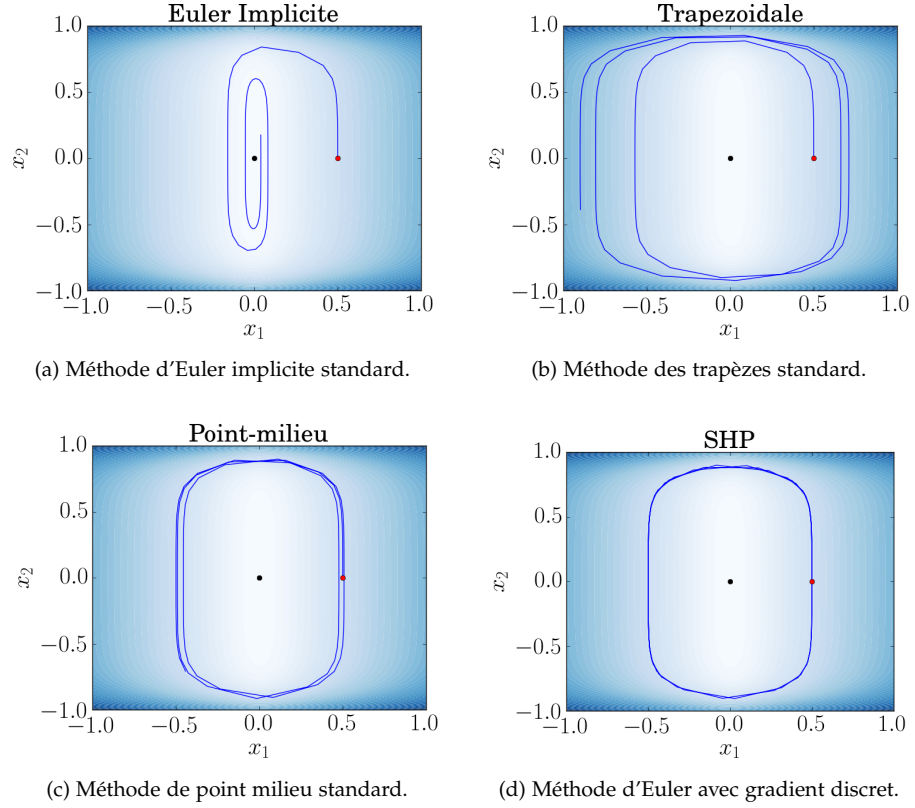 Euler Implicite
1.0
0.5
0.0
−0.5
−1.0
x2
−1.0 −0.5 0.0 0.5 1.0
x1
(a) Méthode d'Euler implicite standard.
Trapezoidale
1.0
0.5
0.0
−0.5
−1.0
x2
−1.0 −0.5 0.0 0.5 1.0
x1
(b) Méthode des trapèzes standard.
Point-milieu
1.0
0.5
0.0
−0.5
−1.0
x2
−1.0 −0.5 0.0 0.5 1.0
x1
(c) Méthode de point milieu standard.
SHP
1.0
0.5
0.0
−0.5
−1.0
x2
−1.0 −0.5 0.0 0.5 1.0
x1
(d) Méthode d'Euler avec gradient discret.